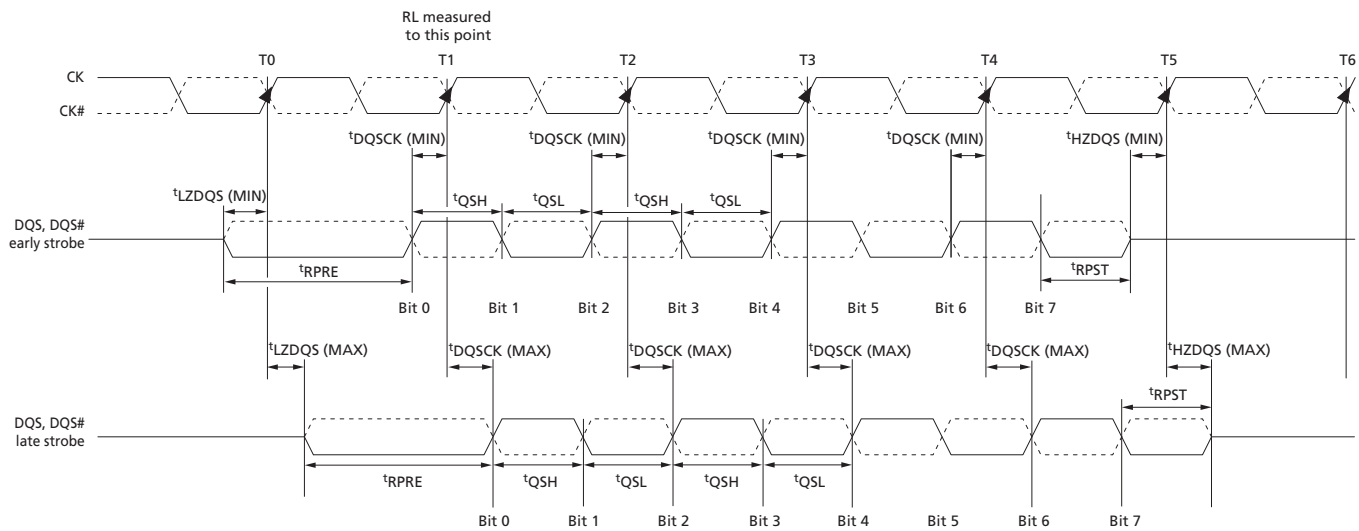 RL measured
to this point
T0 T1 T2 T3 T4 T5 T6
CK
CK#
tDQSCK (MIN) tDQSCK (MIN) tDQSCK (MIN) tDQSCK (MIN) tHZDQS (MIN)
tLZDQS (MIN)
tQSH tQSL tQSH tQSL
DQS, DQS#
early strobe
tRPRE tRPST
Bit 0 Bit 1 Bit 2 Bit 3 Bit 4 Bit 5 Bit 6 Bit 7
tLZDQS (MAX) tDQSCK (MAX) tDQSCK (MAX) tDQSCK (MAX) tDQSCK (MAX) tHZDQS (MAX)
tRPST
DQS, DQS#
late strobe
tRPRE tQSH tQSL tQSH tQSL
Bit 0 Bit 1 Bit 2 Bit 3 Bit 4 Bit 5 Bit 6 Bit 7